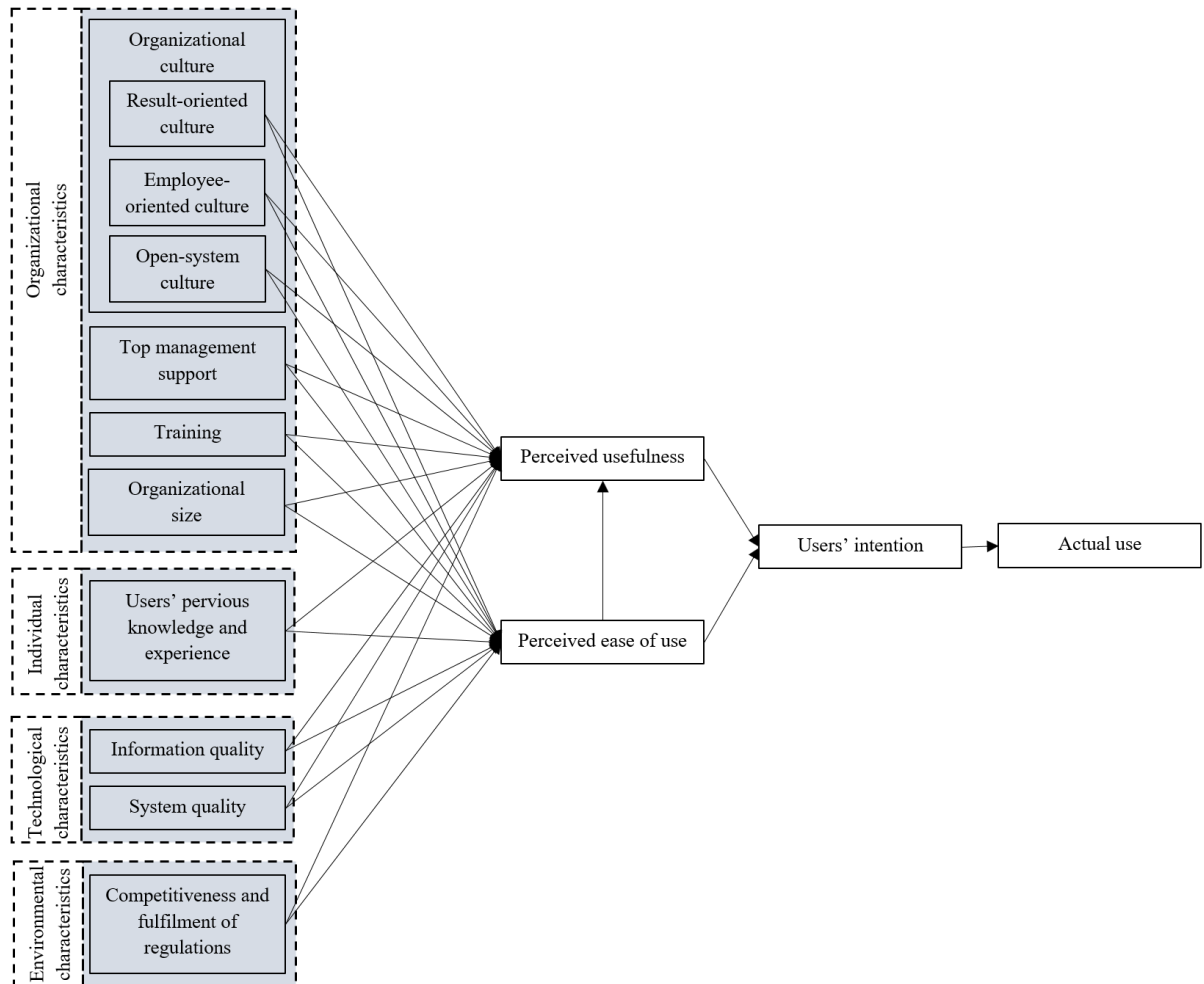 Organizational
characteristics
Organizational
culture
Result-oriented
culture
Employee-
oriented culture
Open-system
culture
Top management
support
Training
Organizational
size
Individual
characteristics
Users’ pervious
knowledge and
experience
Technological
characteristics
Information quality
System quality
Environmental
characteristics
Competitiveness and
fulfilment of
regulations
Perceived usefulness
Perceived ease of use
Users’ intention
Actual use